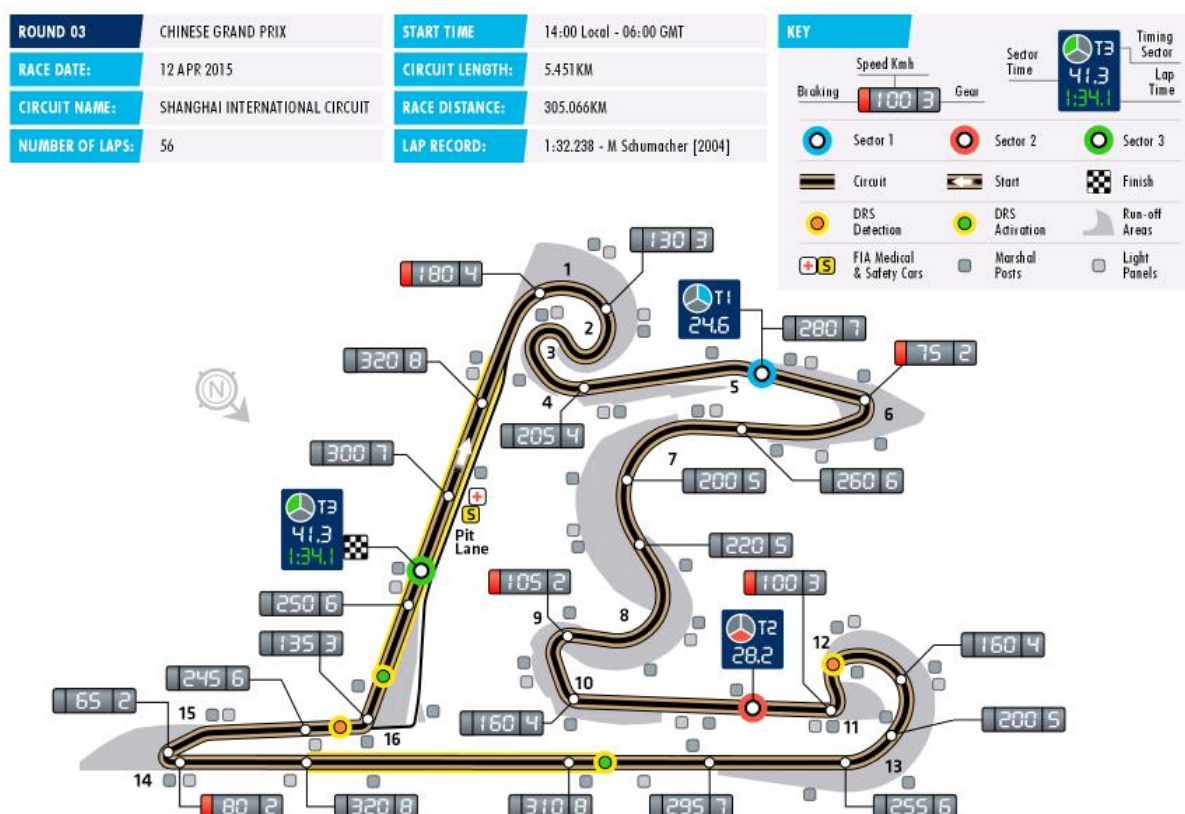 ROUND 03
CHINESE GRAND PRIX
RACE DATE:
12 APR 2015
CIRCUIT NAME:
SHANGHAI INTERNATIONAL CIRCUIT
NUMBER OF LAPS:
56
START TIME
14:00 Local - 06:00 GMT
CIRCUIT LENGTH:
5.451KM
RACE DISTANCE:
305.066KM
LAP RECORD:
1:32.238 - M Schumacher [2004]
KEY
Speed Kmh
Braking
100 3
Gear
Sector
Time
T3
41.3
1:34.1
Timing
Sector
Lap
Time
Sector 1
Sector 2
Sector 3
Circuit
Start
Finish
DRS
Detection
DRS
Activation
Run-off
Areas
+ S
FIA Medical
& Safety Cars
Marshal
Posts
Light
Panels
130 3
1
180 4
T1
24.6
280 7
2
320 8
3
75 2
5
4
6
N
205 4
300 7
7
200 5
260 6
T3
41.3
1:34.1
+
S
Pit
Lane
220 5
105 2
100 3
250 6
9
8
T2
28.2
12
135 3
160 4
245 6
10
65 2
15
160 4
11
200 5
16
14
13
80 2
320 8
310 8
295 7
255 6